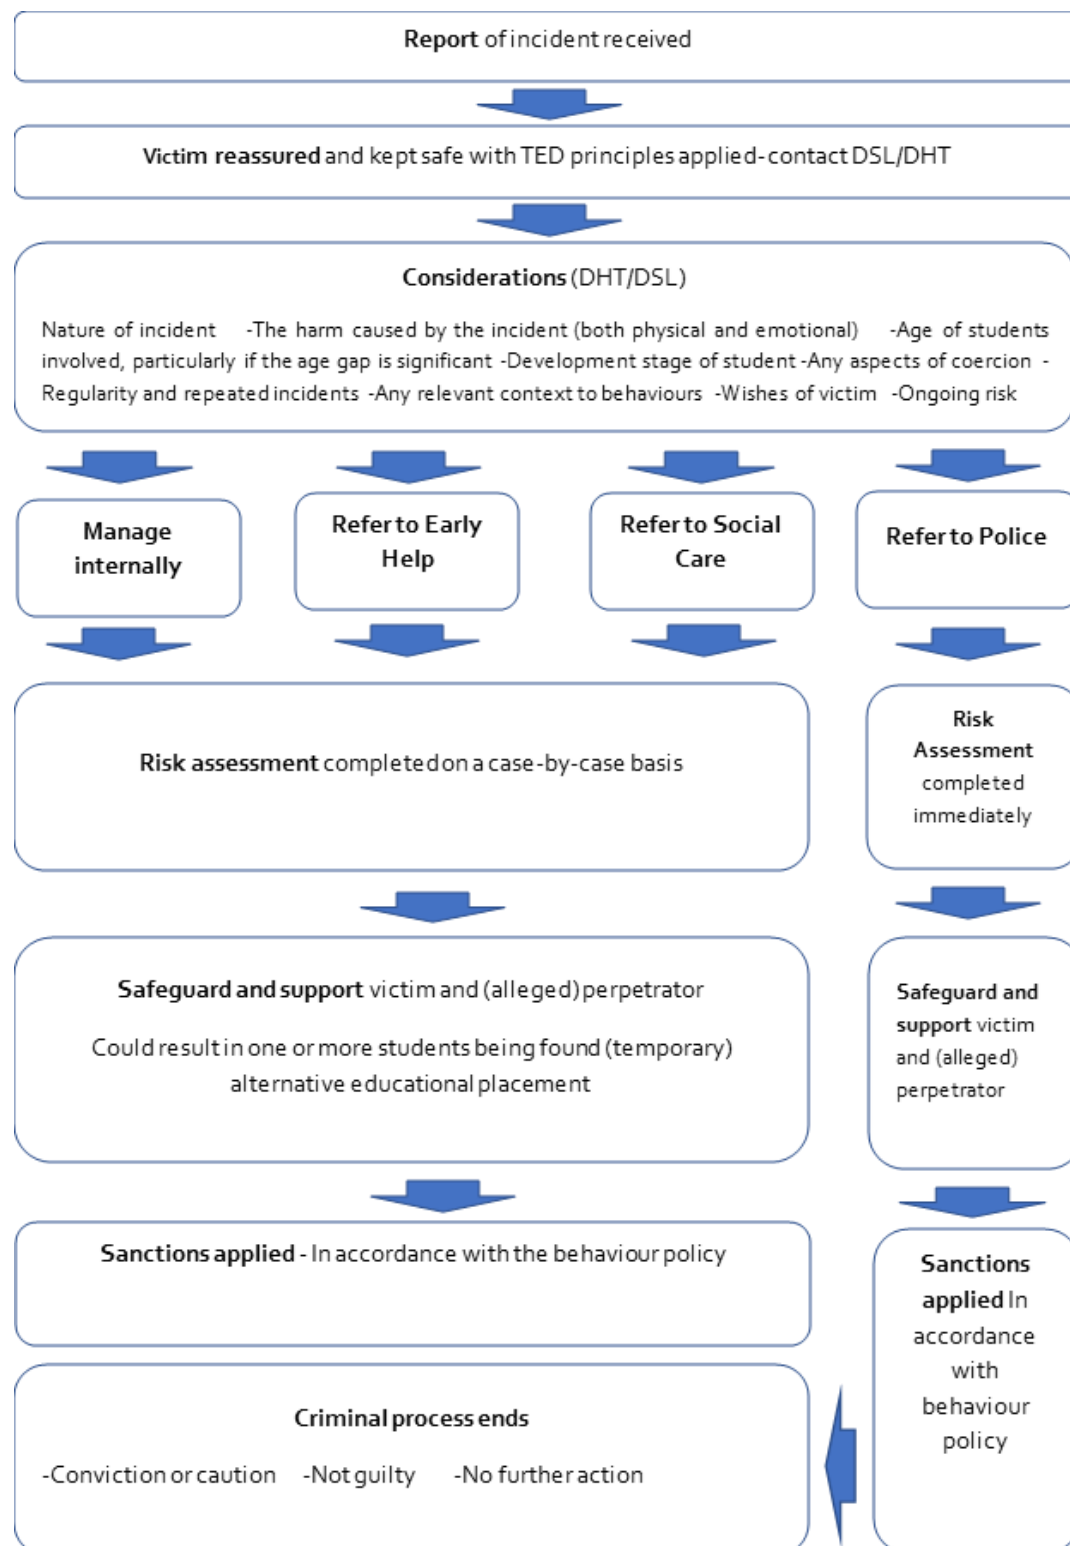 Report of incident received
Victim reassured and kept safe with TED principles applied-contact DSL/DHT
Considerations (DHT/DSL)
Nature of incident -The harm caused by the incident (both physical and emotional) -Age of students
involved, particularly if the age gap is significant -Development stage of student -Any aspects of coercion -
Regularity and repeated incidents -Any relevant context to behaviours -Wishes of victim -Ongoing risk
Manage
internally
Refer to Early
Help
Refer to Social
Care
Refer to Police
Risk assessment completed on a case-by-case basis
Risk
Assessment
completed
immediately
Safeguard and support victim and (alleged) perpetrator
Could result in one or more students being found (temporary)
alternative educational placement
Safeguard and
support victim
and (alleged)
perpetrator
Sanctions applied - In accordance with the behaviour policy
Sanctions
applied In
accordance
with
behaviour
policy
Criminal process ends
-Conviction or caution -Not guilty -No further action